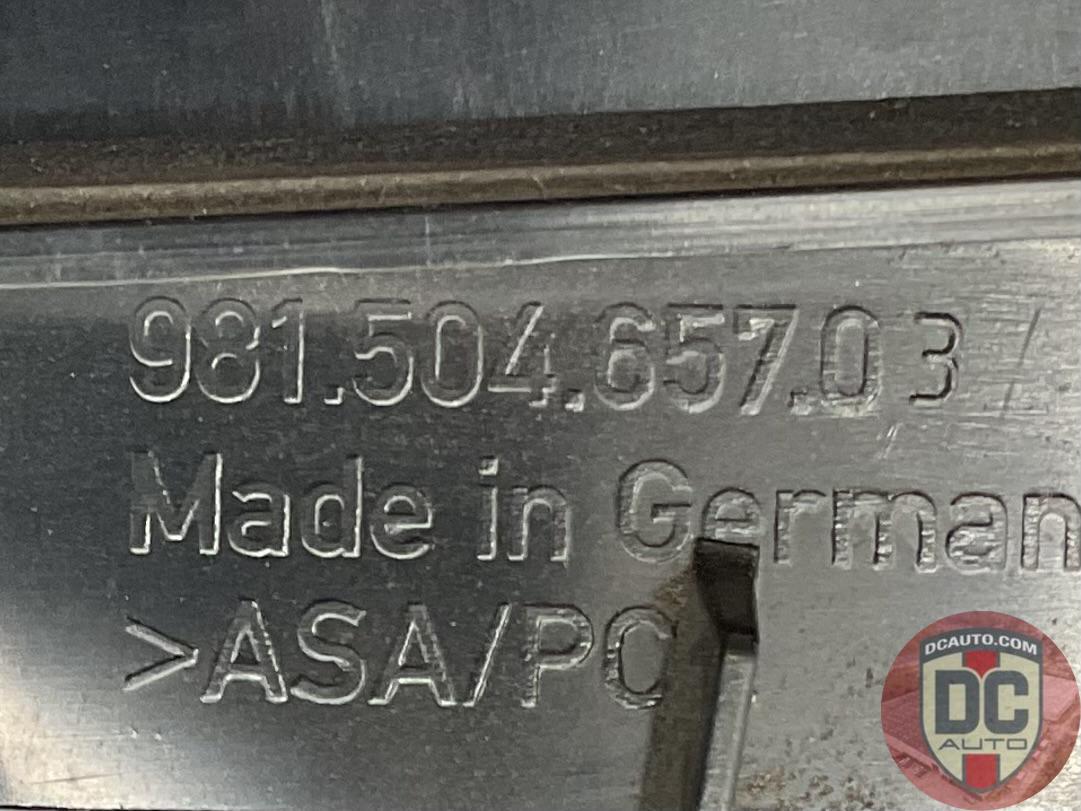 981.504.657.03
Made in German
>ASA/PC
DCAUTO.COM
DC
AUTO